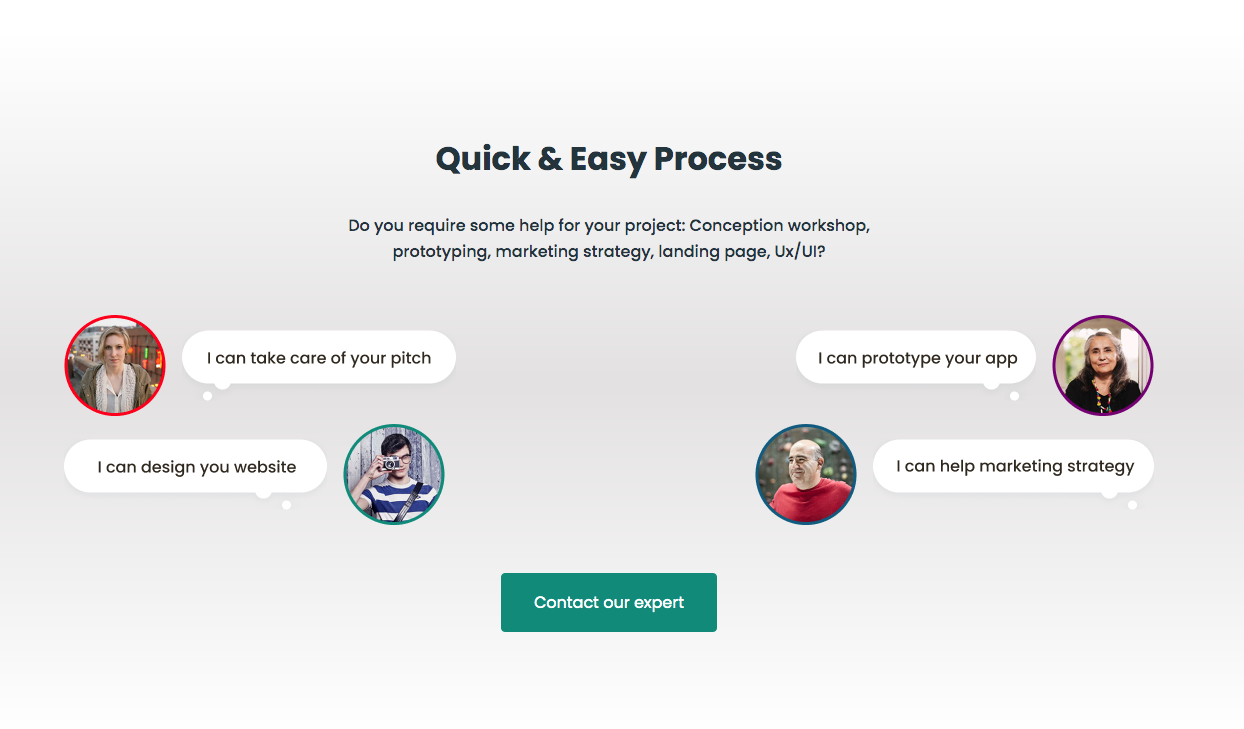 Quick & Easy Process
Do you require some help for your project: Conception workshop,
prototyping, marketing strategy, landing page, Ux/UI?
I can take care of your pitch
I can prototype your app
I can design you website
I can help marketing strategy
Contact our expert